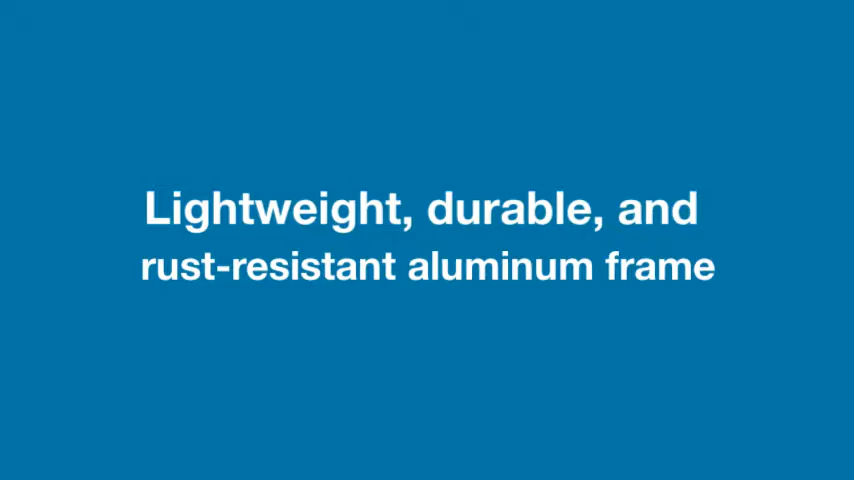 Lightweight, durable, and
rust-resistant aluminum frame